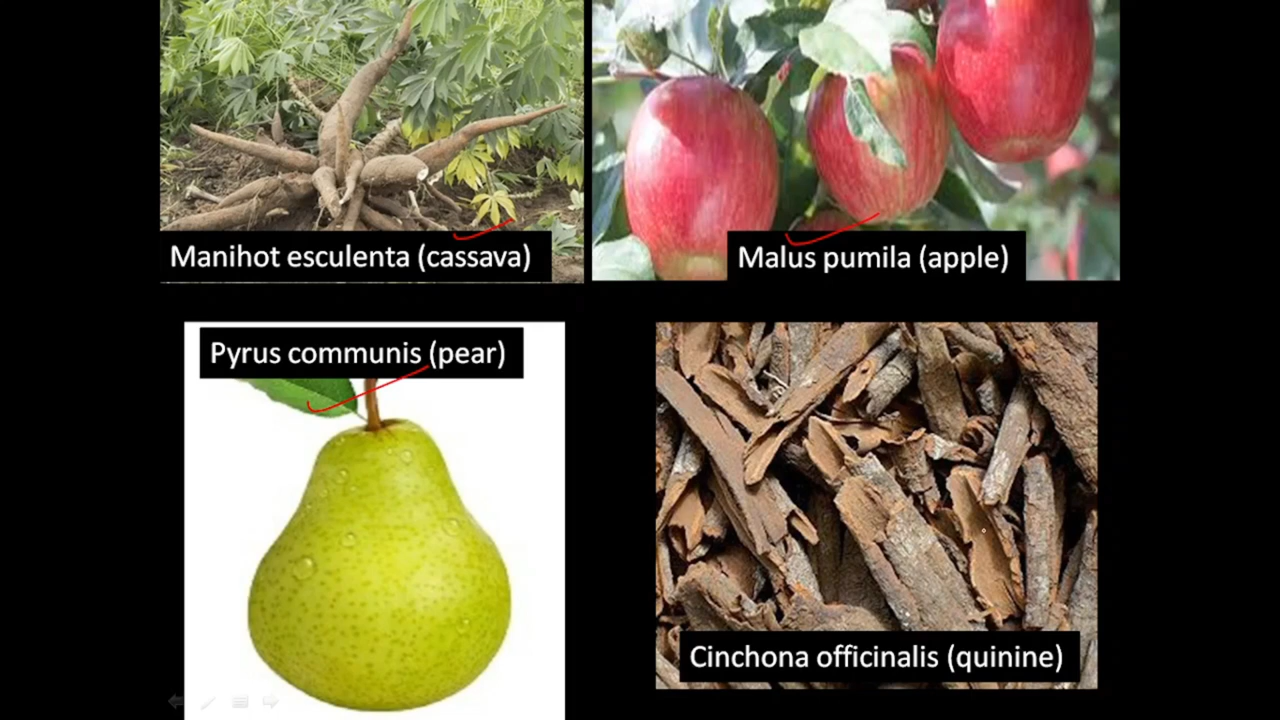 Manihot esculenta (cassava)
Malus pumila (apple)
Pyrus communis (pear)
Cinchona officinalis (quinine)